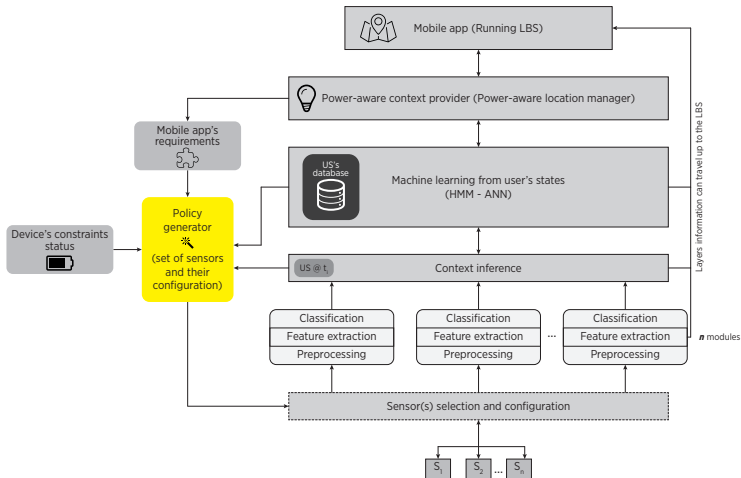 Mobile app (Running LBS)
Power-aware context provider (Power-aware location manager)
Mobile app's
requirements
US's
database
Machine learning from user's states
(HMM - ANN)
Layers information can travel up to the LBS
Policy
generator
(set of sensors
and their
configuration)
Device's constraints
status
US @ tᵢ
Context inference
Classification
Feature extraction
Preprocessing
Classification
Feature extraction
Preprocessing
...
Classification
Feature extraction
Preprocessing
n modules
Sensor(s) selection and configuration
S₁ S₂ ... Sₙ